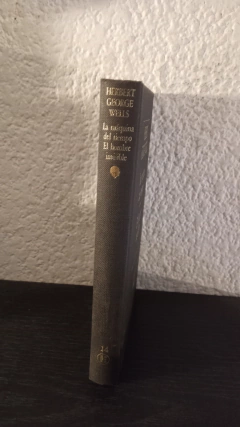 HERBERT
GEORGE
WELLS
La máquina
del tiempo
El hombre
invisible